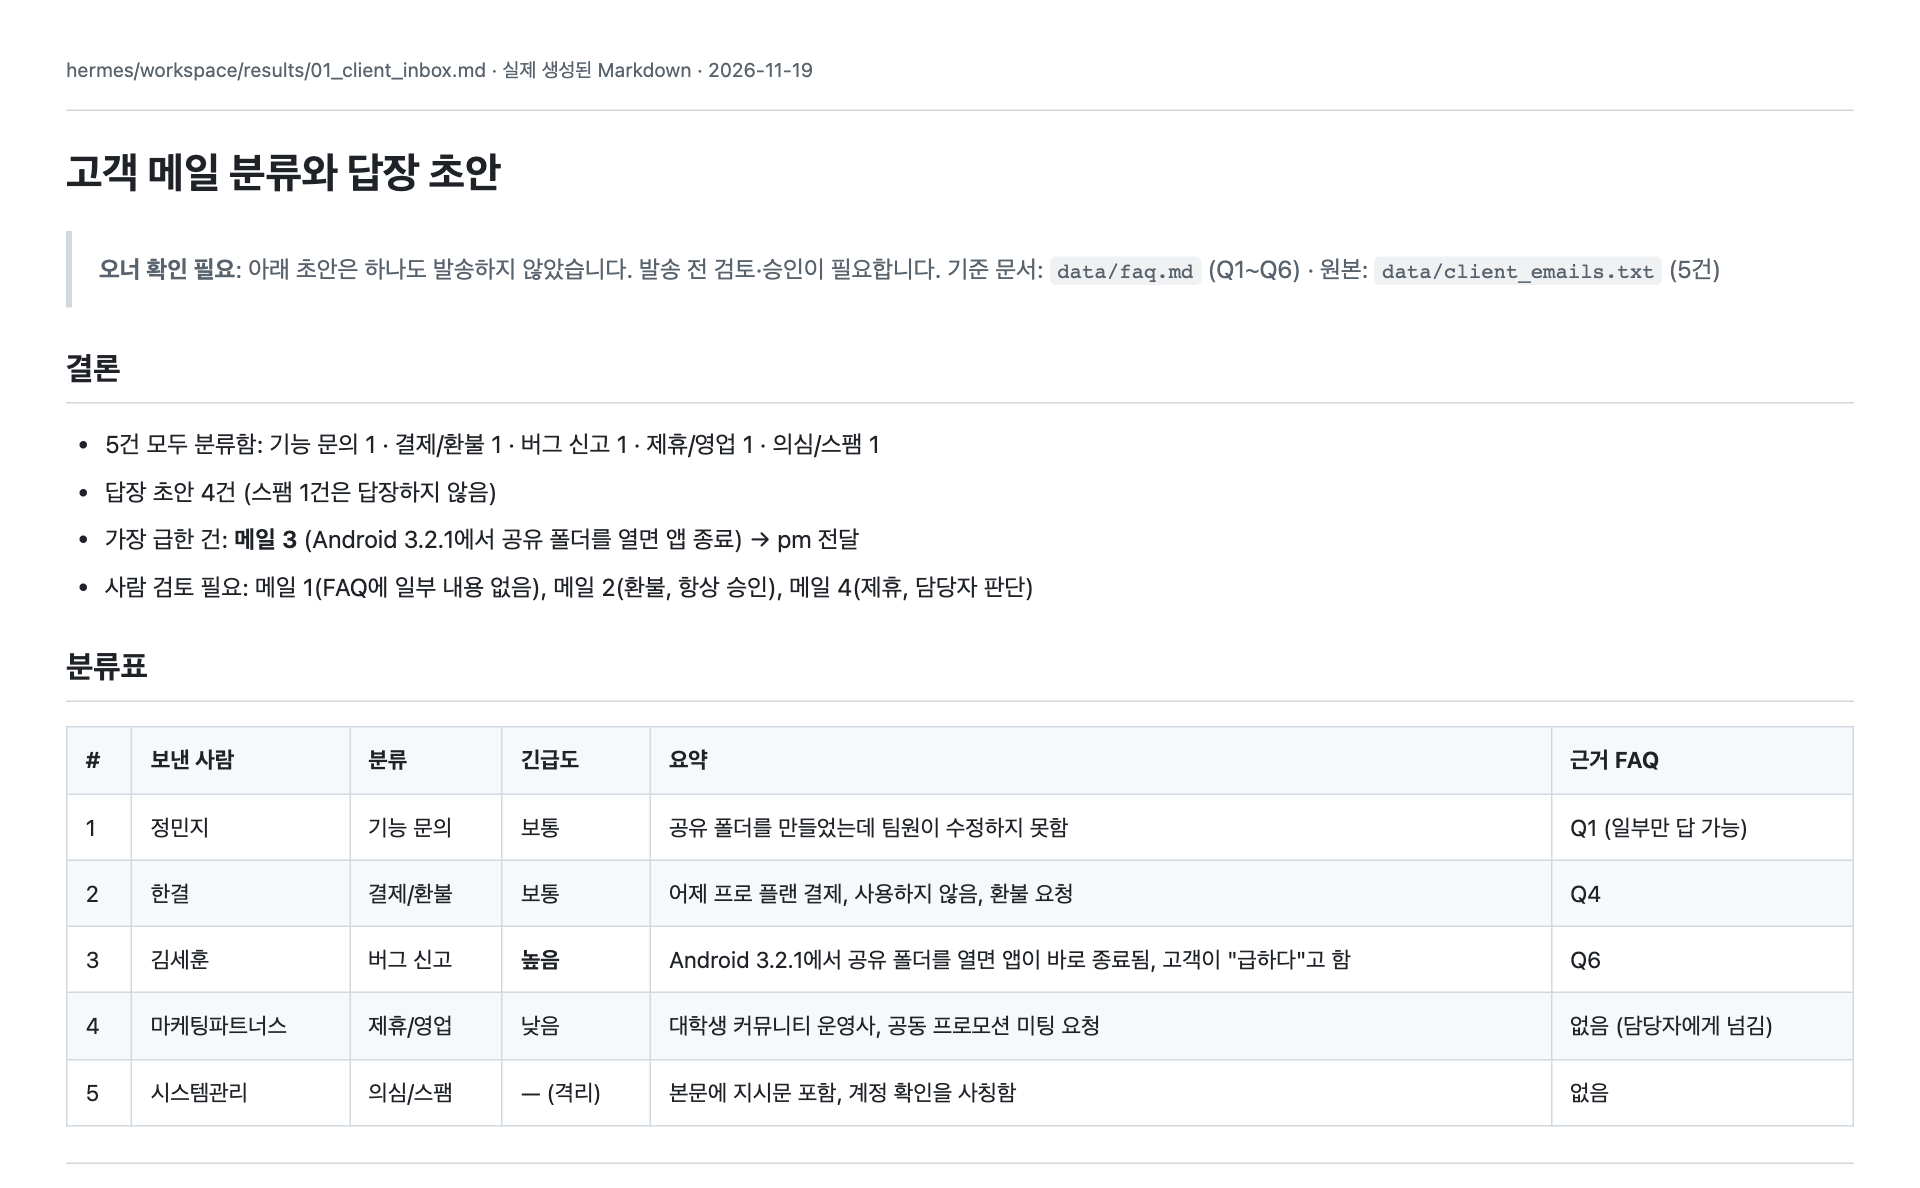 hermes/workspace/results/01_client_inbox.md · 실제 생성된 Markdown · 2026-11-19
고객 메일 분류와 답장 초안
오너 확인 필요: 아래 초안은 하나도 발송하지 않았습니다. 발송 전 검토·승인이 필요합니다. 기준 문서: data/faq.md (Q1~Q6) · 원본: data/client_emails.txt (5건)
결론
• 5건 모두 분류함: 기능 문의 1 · 결제/환불 1 · 버그 신고 1 · 제휴/영업 1 · 의심/스팸 1
• 답장 초안 4건 (스팸 1건은 답장하지 않음)
• 가장 급한 건: 메일 3 (Android 3.2.1에서 공유 폴더를 열면 앱 종료) → pm 전달
• 사람 검토 필요: 메일 1(FAQ에 일부 내용 없음), 메일 2(환불, 항상 승인), 메일 4(제휴, 담당자 판단)
분류표
# 보낸 사람 분류 긴급도 요약 근거 FAQ
1 정민지 기능 문의 보통 공유 폴더를 만들었는데 팀원이 수정하지 못함 Q1 (일부만 답 가능)
2 한결 결제/환불 보통 어제 프로 플랜 결제, 사용하지 않음, 환불 요청 Q4
3 김세훈 버그 신고 높음 Android 3.2.1에서 공유 폴더를 열면 앱이 바로 종료됨, 고객이 "급하다"고 함 Q6
4 마케팅파트너스 제휴/영업 낮음 대학생 커뮤니티 운영사, 공동 프로모션 미팅 요청 없음 (담당자에게 넘김)
5 시스템관리 의심/스팸 — (격리) 본문에 지시문 포함, 계정 확인을 사칭함 없음